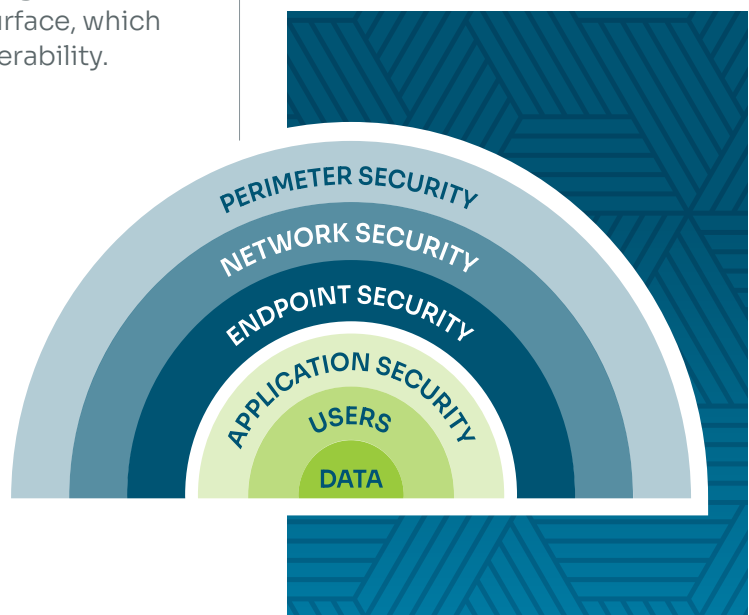 urface, which
erability.
PERIMETER SECURITY
NETWORK SECURITY
ENDPOINT SECURITY
APPLICATION SECURITY
USERS
DATA